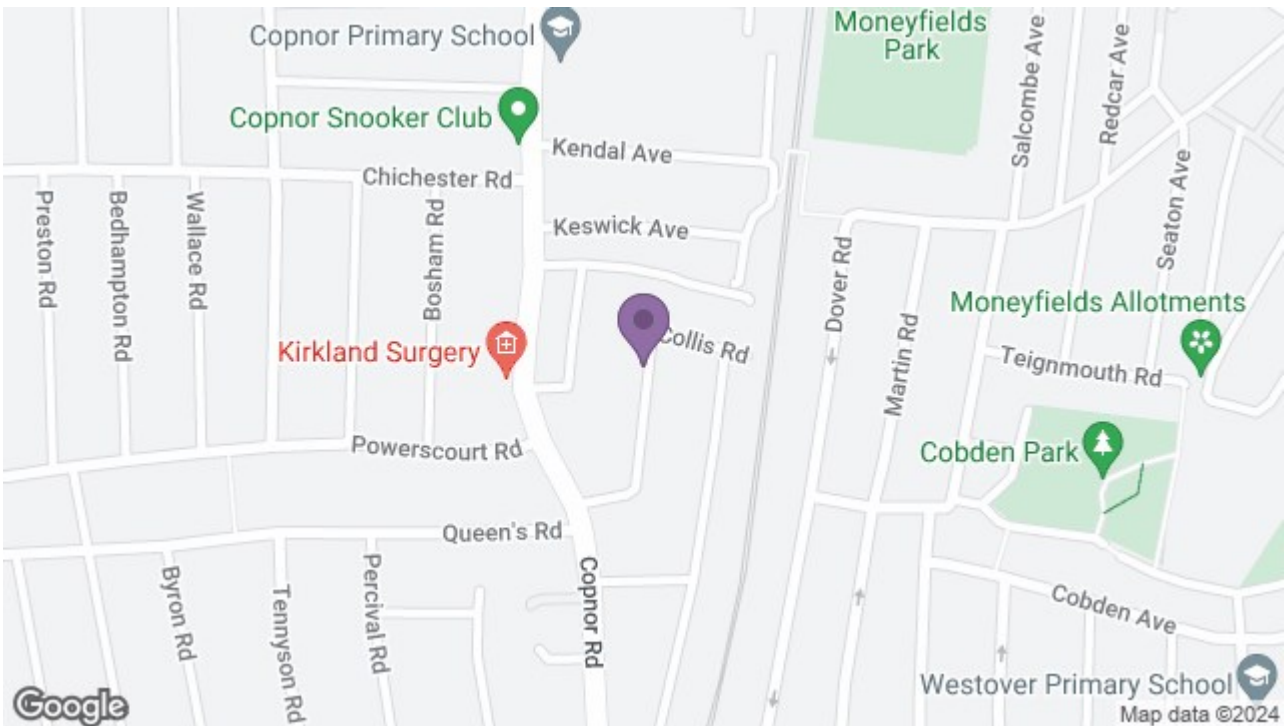 Copnor Primary School
Moneyfields
Park
Copnor Snooker Club
Kendal Ave
Chichester Rd
Keswick Ave
Preston Rd
Bedhampton Rd
Wallace Rd
Bosham Rd
Salcombe Ave
Redcar Ave
Seaton Ave
Dover Rd
Martin Rd
Moneyfields Allotments
Kirkland Surgery
Collis Rd
Teignmouth Rd
Powerscourt Rd
Cobden Park
Queen's Rd
Byron Rd
Tennyson Rd
Percival Rd
Copnor Rd
Cobden Ave
Westover Primary School
Google
Map data ©2024